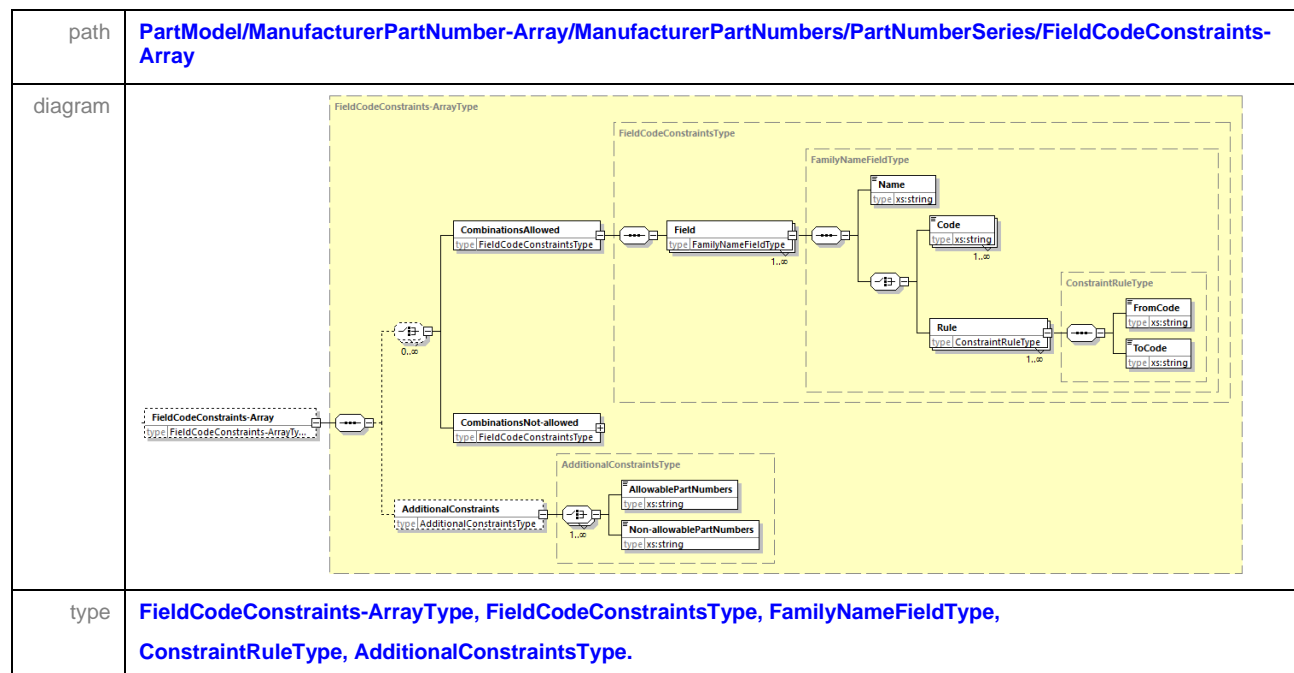 path
PartModel/ManufacturerPartNumber-Array/ManufacturerPartNumbers/PartNumberSeries/FieldCodeConstraints-
Array
diagram
FieldCodeConstraints-ArrayType
FieldCodeConstraintsType
FamilyNameFieldType
Name
type xs:string
Code
type xs:string
1..∞
CombinationsAllowed
type FieldCodeConstraintsType
Field
type FamilyNameFieldType
1..∞
ConstraintRuleType
FromCode
type xs:string
Rule
type ConstraintRuleType
1..∞
ToCode
type xs:string
0..∞
FieldCodeConstraints-Array
type FieldCodeConstraints-ArrayTy...
CombinationsNot-allowed
type FieldCodeConstraintsType
AdditionalConstraintsType
AllowablePartNumbers
type xs:string
AdditionalConstraints
type AdditionalConstraintsType
1..∞
Non-allowablePartNumbers
type xs:string
type
FieldCodeConstraints-ArrayType, FieldCodeConstraintsType, FamilyNameFieldType,
ConstraintRuleType, AdditionalConstraintsType.